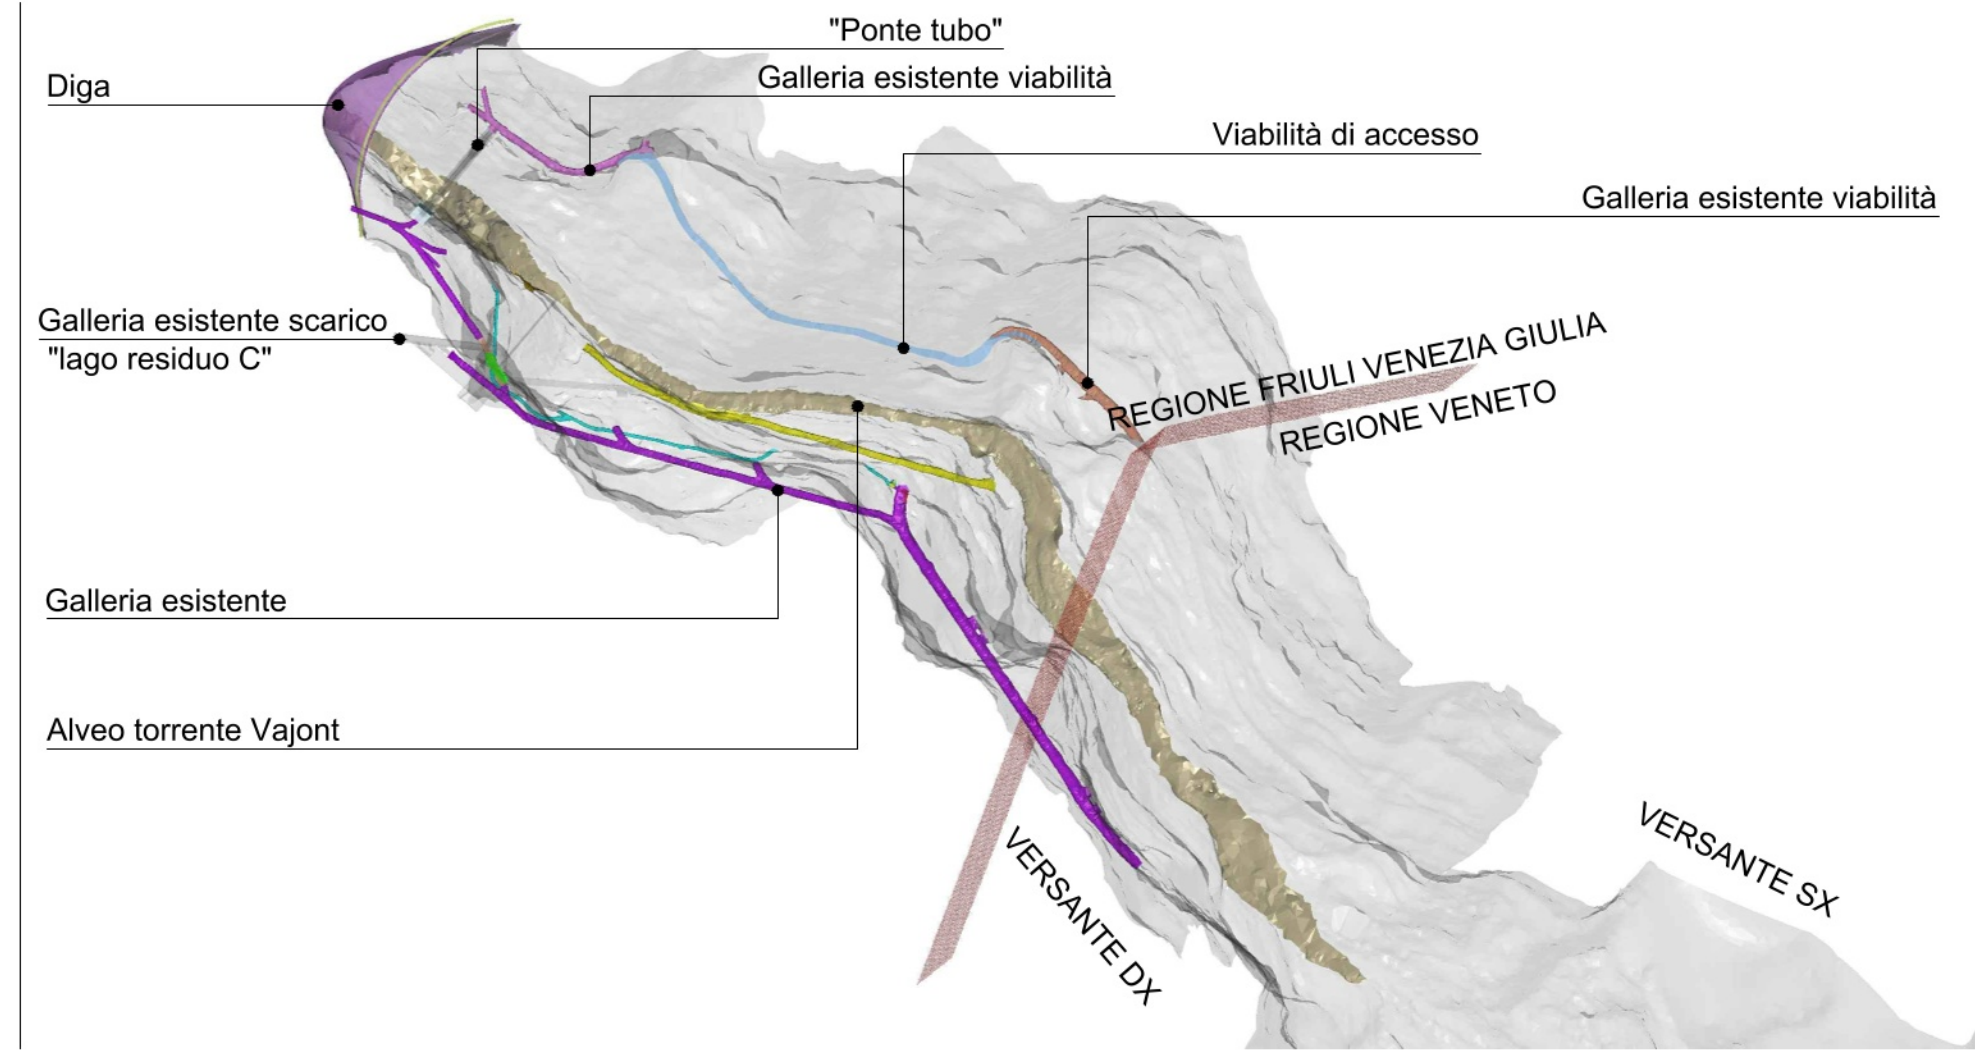 "Ponte tubo"
Galleria esistente viabilità
Diga
Viabilità di accesso
Galleria esistente viabilità
Galleria esistente scarico
"lago residuo C"
REGIONE FRIULI VENEZIA GIULIA
REGIONE VENETO
Galleria esistente
Alveo torrente Vajont
VERSANTE SX
VERSANTE DX